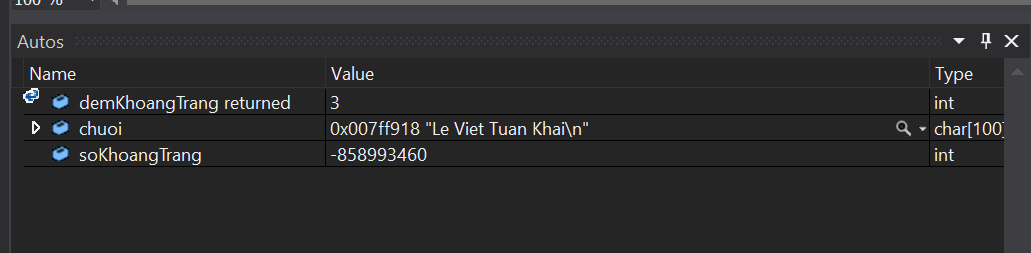 100 %
Autos
Name Value Type
demKhoangTrang returned 3 int
chuoi 0x007ff918 "Le Viet Tuan Khai\n" char[100]
soKhoangTrang -858993460 int